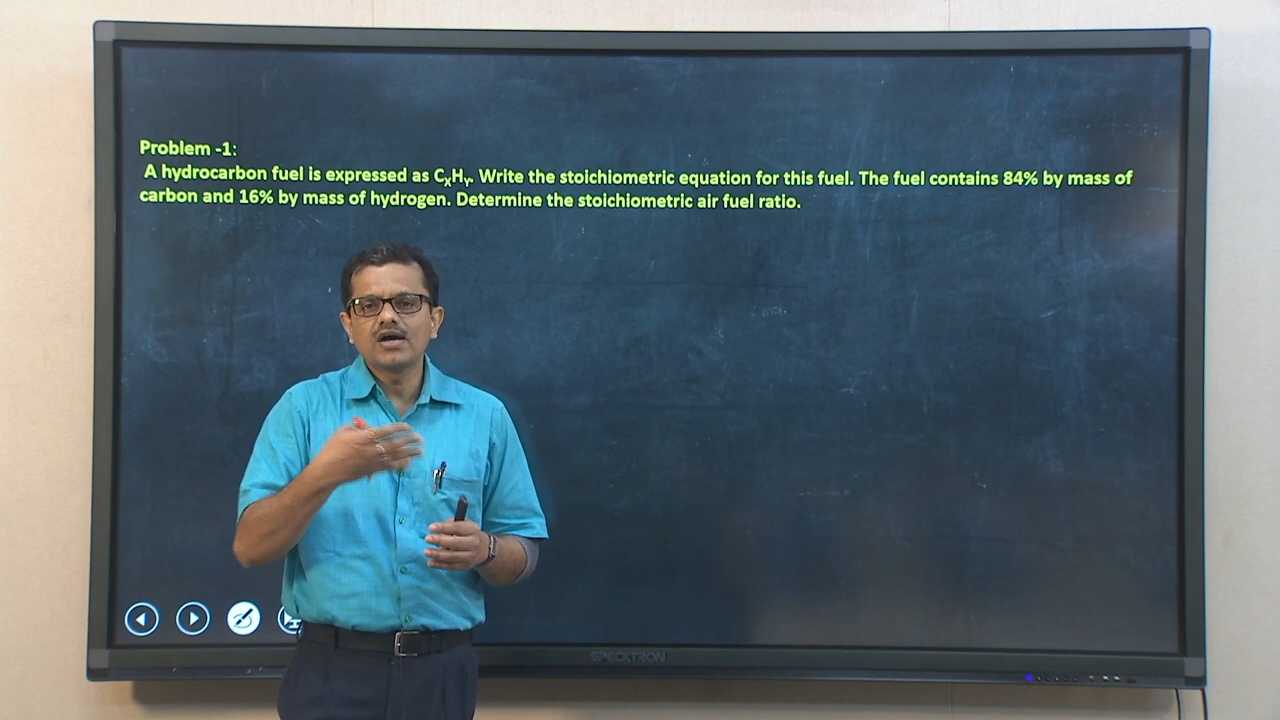 Problem -1:
A hydrocarbon fuel is expressed as CxHY. Write the stoichiometric equation for this fuel. The fuel contains 84% by mass of
carbon and 16% by mass of hydrogen. Determine the stoichiometric air fuel ratio.
SPECKTRON